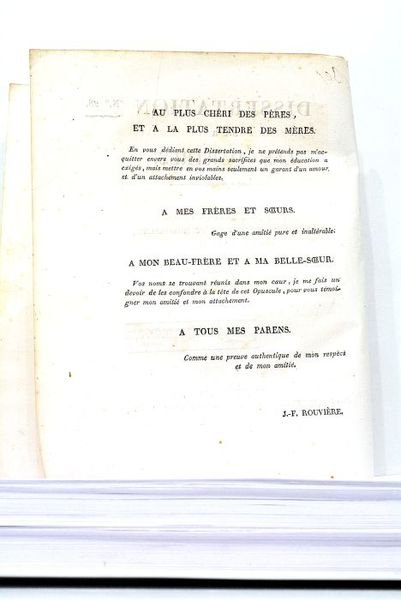 AU PLUS CHÉRI DES PÈRES,
ET A LA PLUS TENDRE DES MÈRES.
En vous dédiant cette Dissertation, je ne prétends pas m'ac-
quitter envers vous des grands sacrifices que mon éducation a
exigés, mais mettre en vos mains seulement un garant d'un amour
et d'un attachement inviolables.
A MES FRÈRES ET SŒURS.
Gage d'une amitié pure et inaltérable.
A MON BEAU-FRÈRE ET A MA BELLE-SŒUR.
Vos noms se trouvant réunis dans mon cœur, je me fais un
devoir de les confondre à la tête de cet Opuscule, pour vous témoi-
gner mon amitié et mon attachement.
A TOUS MES PARENS.
Comme une preuve authentique de mon respect
et de mon amitié.
J.-F. ROUVIÈRE.
DISSERTATION